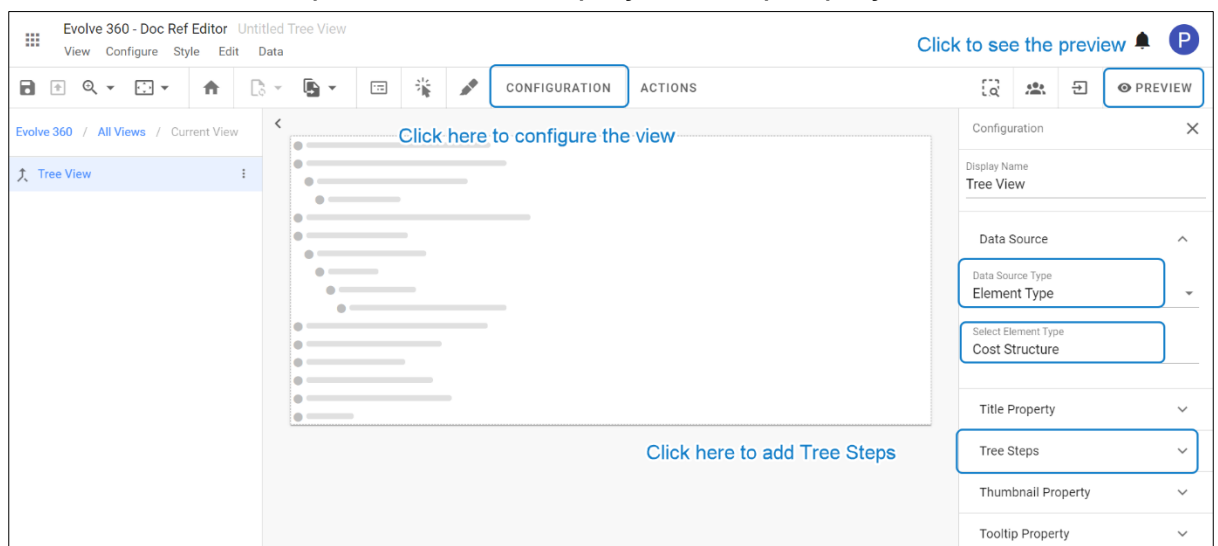 Evolve 360 - Doc Ref Editor Untitled Tree View
View Configure Style Edit Data
Click to see the preview
P
CONFIGURATION
ACTIONS
PREVIEW
Evolve 360 / All Views / Current View
Tree View
Click here to configure the view
Click here to add Tree Steps
Configuration
Display Name
Tree View
Data Source
Data Source Type
Element Type
Select Element Type
Cost Structure
Title Property
Tree Steps
Thumbnail Property
Tooltip Property